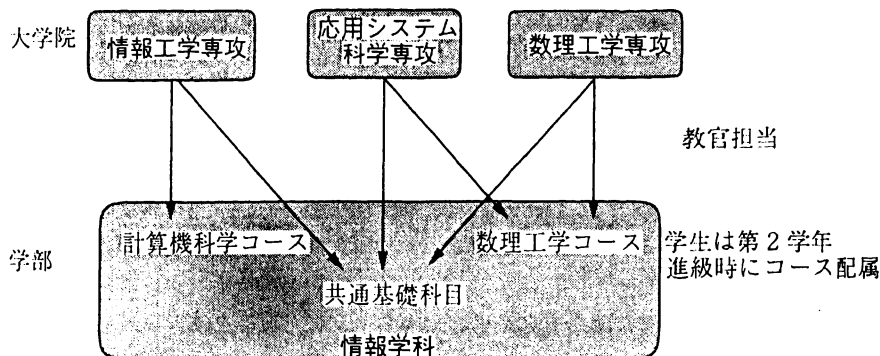 大学院
情報工学専攻
応用システム
科学専攻
数理工学専攻
教官担当
計算機科学コース
数理工学コース
学生は第2学年
進級時にコース配属
学部
共通基礎科目
情報学科